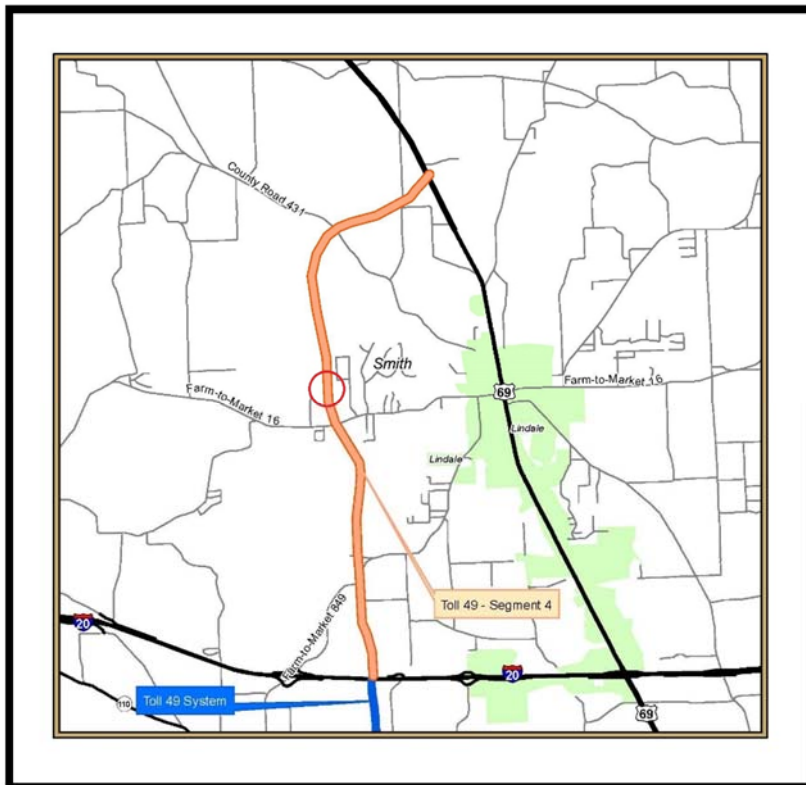 County Road 431
Smith
Farm-to-Market 16
69
Farm-to-Market 16
Lindale
Lindale
Toll 49 - Segment 4
20
Farm-to-Market 849
20
110
Toll 49 System
69